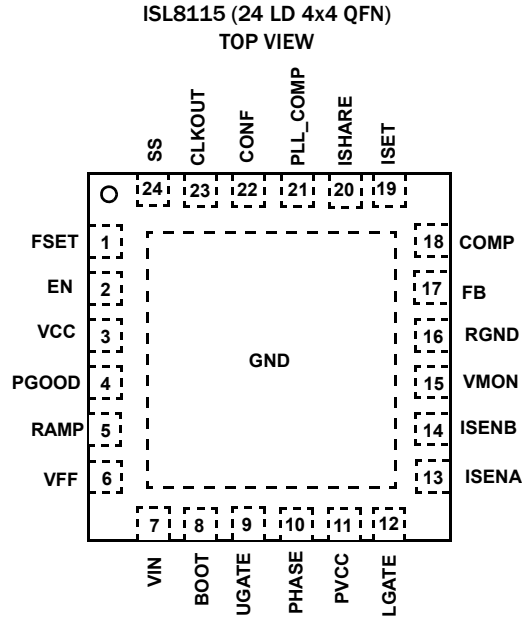 ISL8115 (24 LD 4x4 QFN)
TOP VIEW
SS
CLKOUT
CONF
PLL_COMP
ISHARE
ISET
24 23 22 21 20 19
FSET 1
EN 2
VCC 3
PGOOD 4
RAMP 5
VFF 6
GND
18 COMP
17 FB
16 RGND
15 VMON
14 ISENB
13 ISENA
7 8 9 10 11 12
VIN
BOOT
UGATE
PHASE
PVCC
LGATE